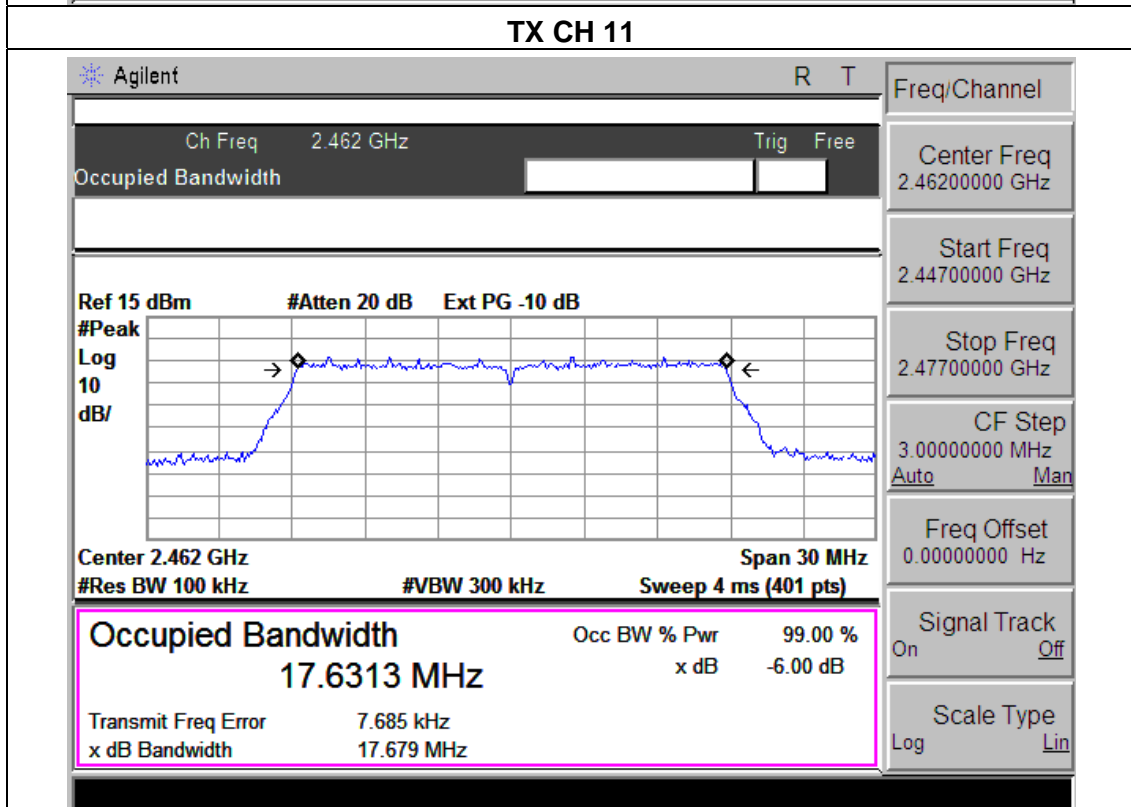 TX CH 11
Agilent R T
Freq/Channel
Ch Freq 2.462 GHz Trig Free
Occupied Bandwidth
Center Freq
2.46200000 GHz
Start Freq
2.44700000 GHz
Ref 15 dBm #Atten 20 dB Ext PG -10 dB
#Peak
Log
10
dB/
Stop Freq
2.47700000 GHz
CF Step
3.00000000 MHz
Auto Man
Center 2.462 GHz Span 30 MHz
#Res BW 100 kHz #VBW 300 kHz Sweep 4 ms (401 pts)
Freq Offset
0.00000000 Hz
Occupied Bandwidth Occ BW % Pwr 99.00 %
17.6313 MHz x dB -6.00 dB
Transmit Freq Error 7.685 kHz
x dB Bandwidth 17.679 MHz
Signal Track
On Off
Scale Type
Log Lin